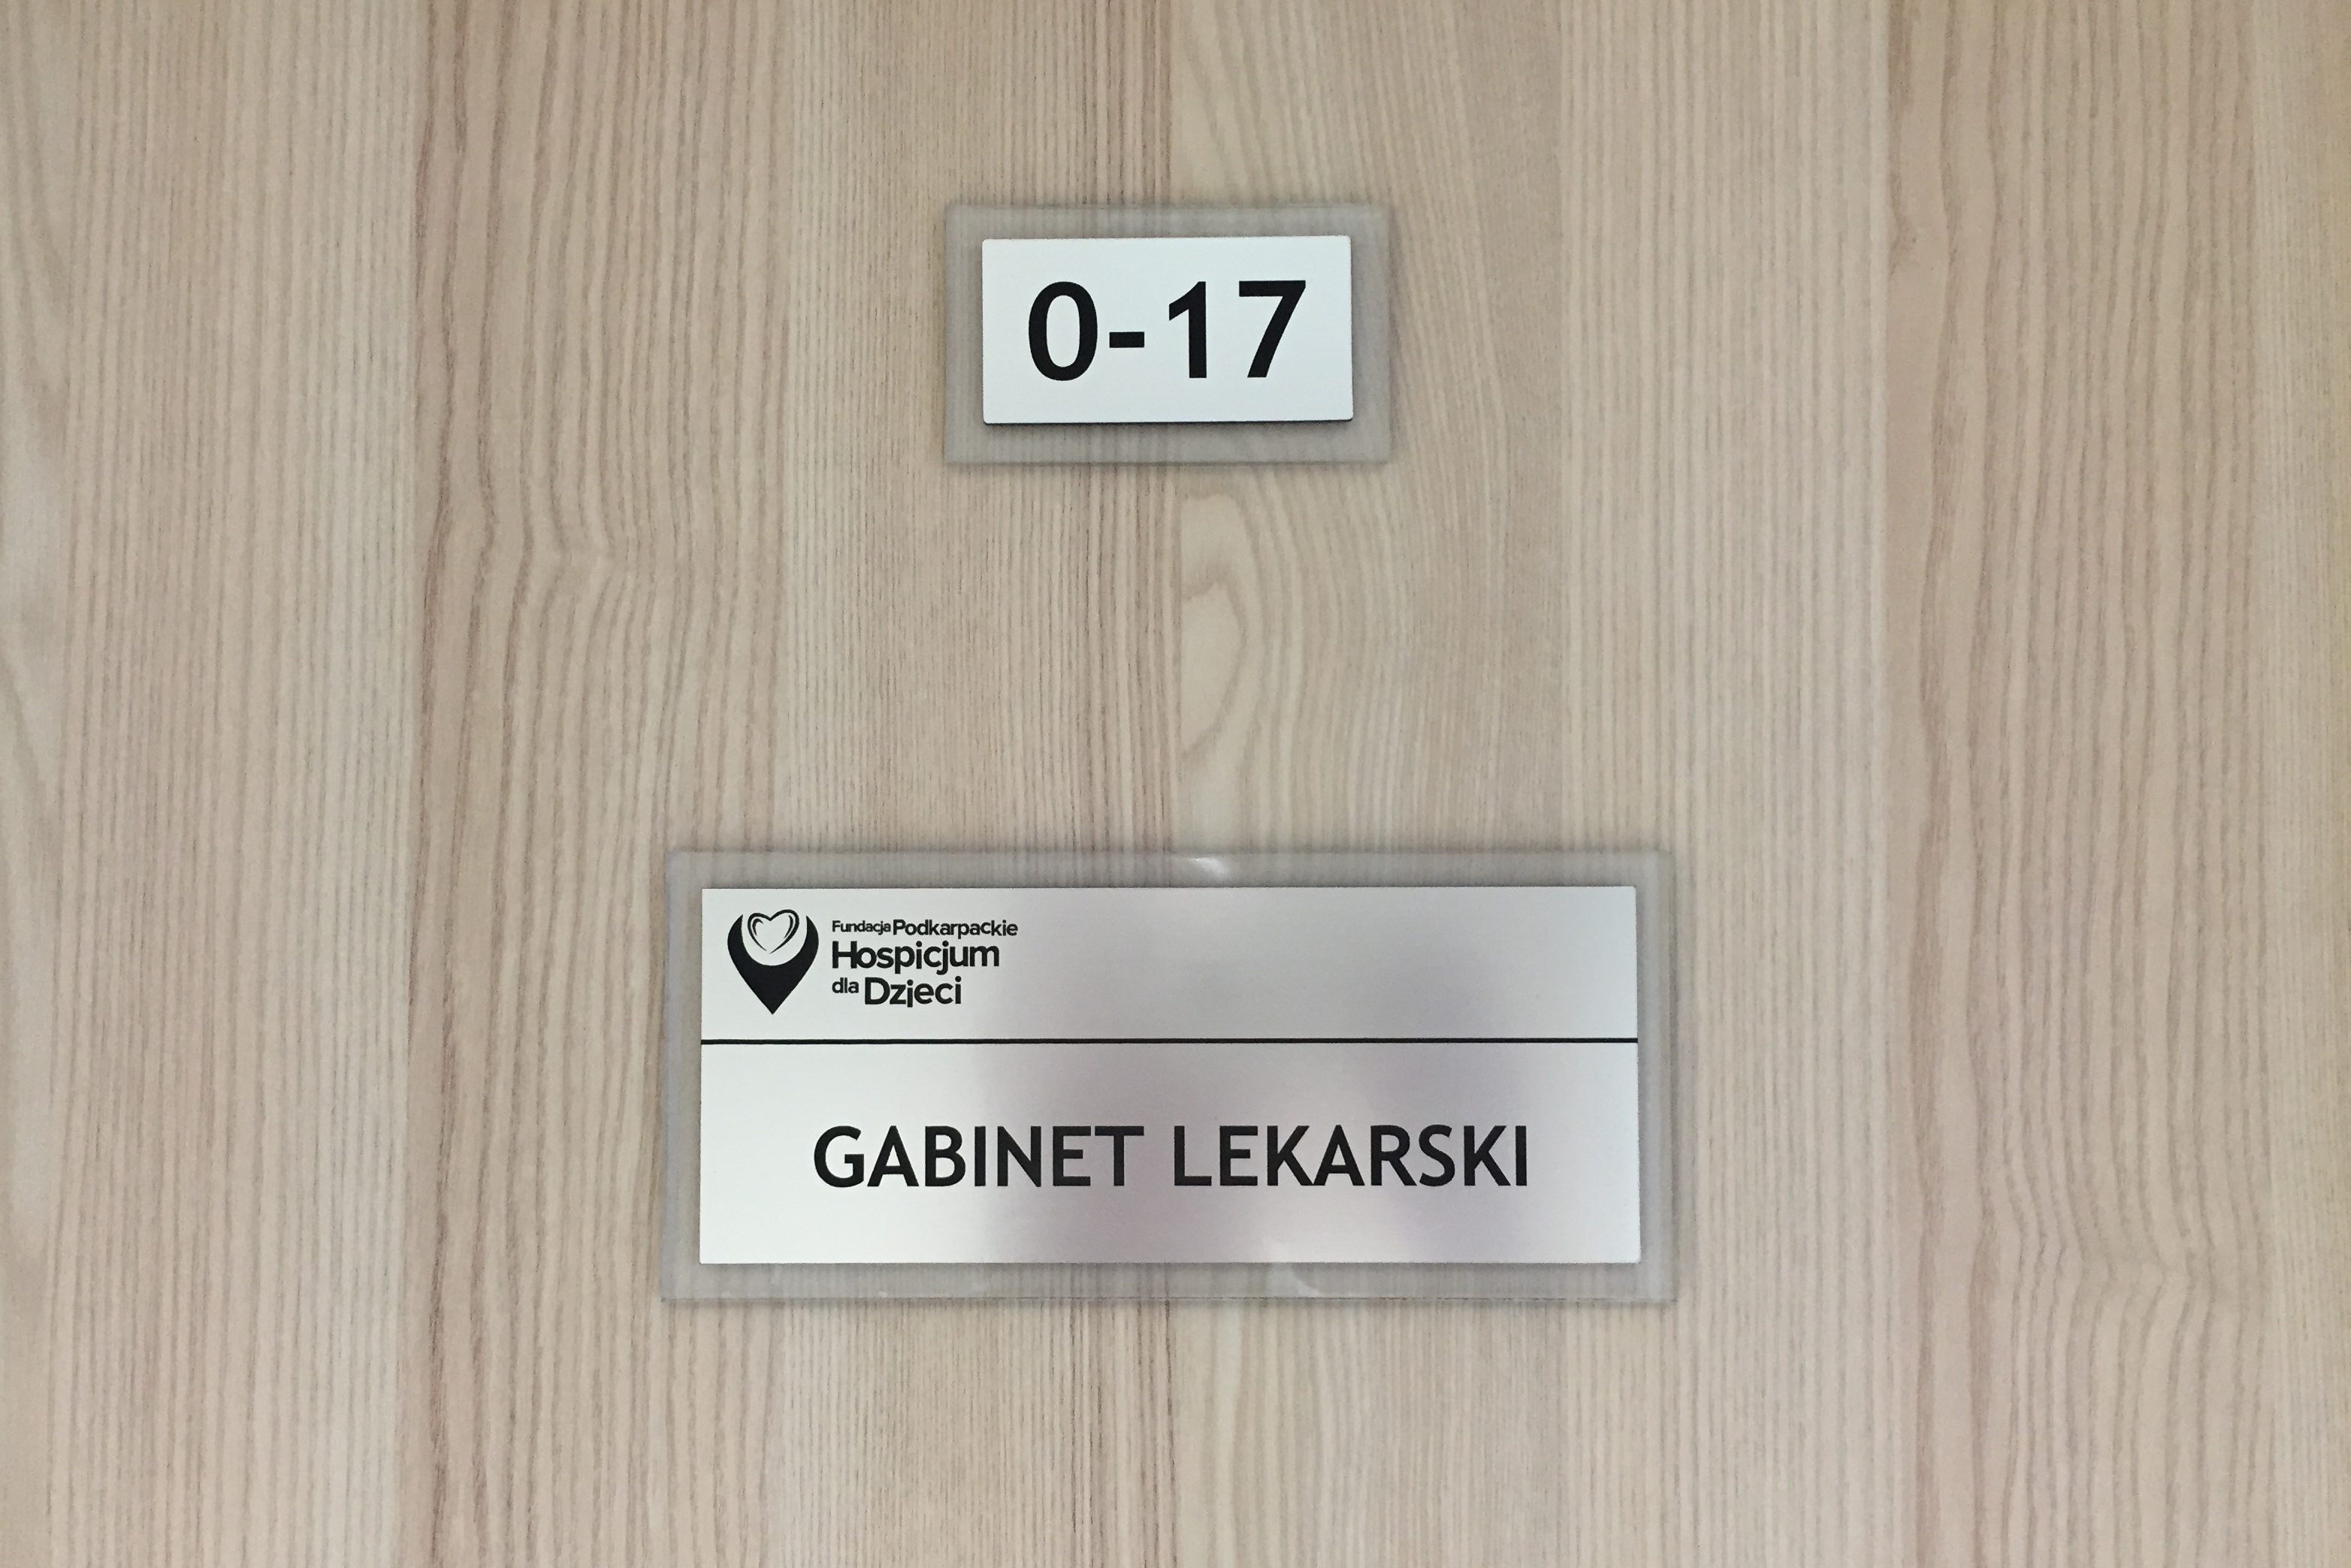 0-17
Fundacja Podkarpackie
Hospicjum
dla Dzieci
GABINET LEKARSKI